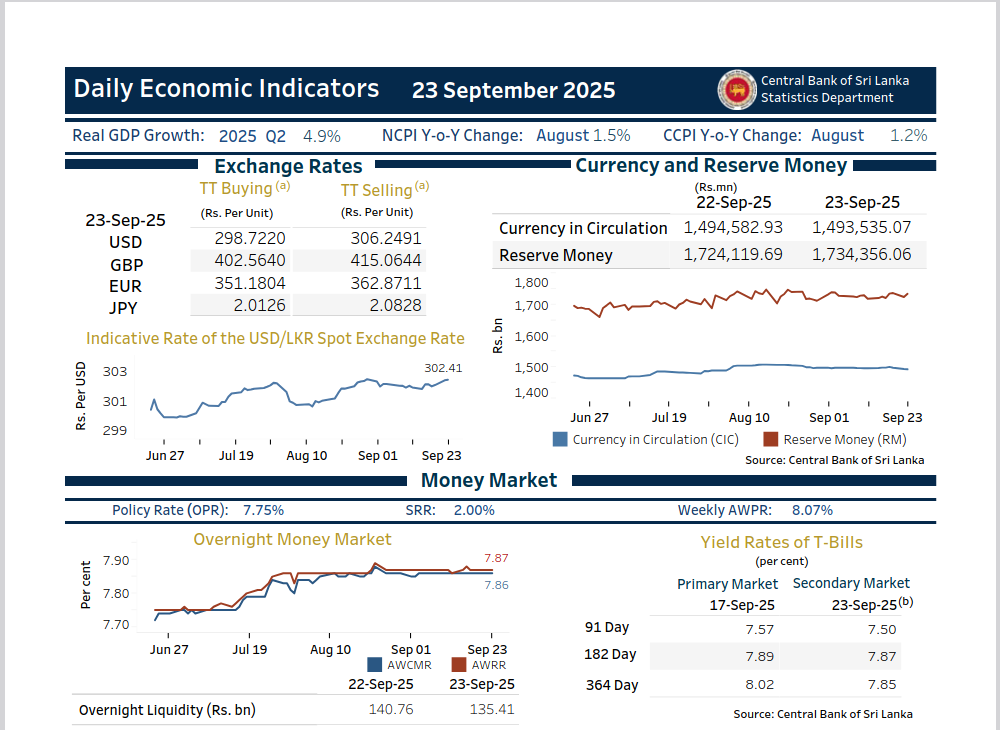 Daily Economic Indicators 23 September 2025
Central Bank of Sri Lanka
Statistics Department
Real GDP Growth: 2025 Q2 4.9% NCPI Y-o-Y Change: August 1.5% CCPI Y-o-Y Change: August 1.2%
Exchange Rates
TT Buying (a) TT Selling (a)
23-Sep-25 (Rs. Per Unit) (Rs. Per Unit)
USD 298.7220 306.2491
GBP 402.5640 415.0644
EUR 351.1804 362.8711
JPY 2.0126 2.0828
Indicative Rate of the USD/LKR Spot Exchange Rate
Rs. Per USD
302.41
303
301
299
Jun 27 Jul 19 Aug 10 Sep 01 Sep 23
Currency and Reserve Money
(Rs.mn)
22-Sep-25 23-Sep-25
Currency in Circulation 1,494,582.93 1,493,535.07
Reserve Money 1,724,119.69 1,734,356.06
Rs. bn
1,800
1,700
1,600
1,500
1,400
Jun 27 Jul 19 Aug 10 Sep 01 Sep 23
Currency in Circulation (CIC) Reserve Money (RM)
Source: Central Bank of Sri Lanka
Money Market
Policy Rate (OPR): 7.75% SRR: 2.00% Weekly AWPR: 8.07%
Overnight Money Market
Per cent
7.90
7.80
7.70
7.87
7.86
Jun 27 Jul 19 Aug 10 Sep 01 Sep 23
AWCMR AWRR
22-Sep-25 23-Sep-25
Overnight Liquidity (Rs. bn) 140.76 135.41
Yield Rates of T-Bills
(per cent)
Primary Market Secondary Market
17-Sep-25 23-Sep-25(b)
91 Day 7.57 7.50
182 Day 7.89 7.87
364 Day 8.02 7.85
Source: Central Bank of Sri Lanka